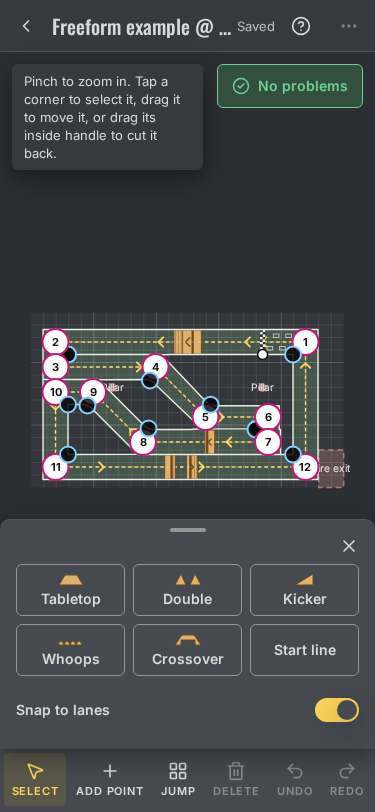 Freeform example @ ... Saved
Pinch to zoom in. Tap a
corner to select it, drag it
to move it, or drag its
inside handle to cut it
back.
No problems
2
1
3
4
10
9
llar
Pillar
5
6
8
7
11
12
re exit
Tabletop
Double
Kicker
Whoops
Crossover
Start line
Snap to lanes
SELECT
ADD POINT
JUMP
DELETE
UNDO
REDO